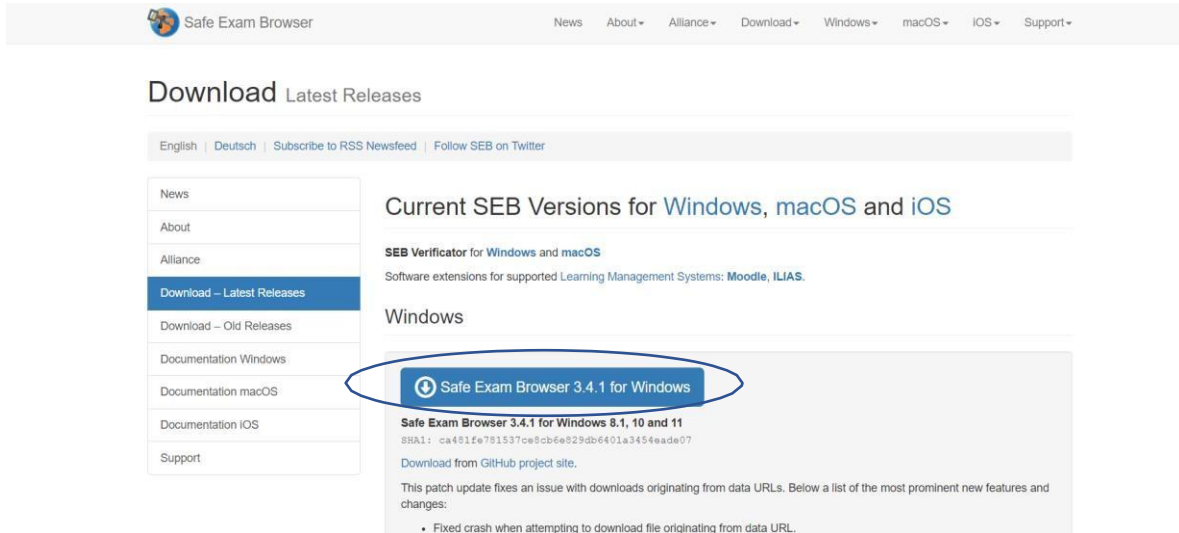 Safe Exam Browser
News About Alliance Download Windows macOS iOS Support
Download Latest Releases
English | Deutsch | Subscribe to RSS Newsfeed | Follow SEB on Twitter
News
About
Alliance
Download – Latest Releases
Download – Old Releases
Documentation Windows
Documentation macOS
Documentation iOS
Support
Current SEB Versions for Windows, macOS and iOS
SEB Verificator for Windows and macOS
Software extensions for supported Learning Management Systems: Moodle, ILIAS.
Windows
Safe Exam Browser 3.4.1 for Windows
Safe Exam Browser 3.4.1 for Windows 8.1, 10 and 11
SHA1: ca481fe781537ce8cb6e829db6401a3454eade07
Download from GitHub project site.
This patch update fixes an issue with downloads originating from data URLs. Below a list of the most prominent new features and
changes:
• Fixed crash when attempting to download file originating from data URL.